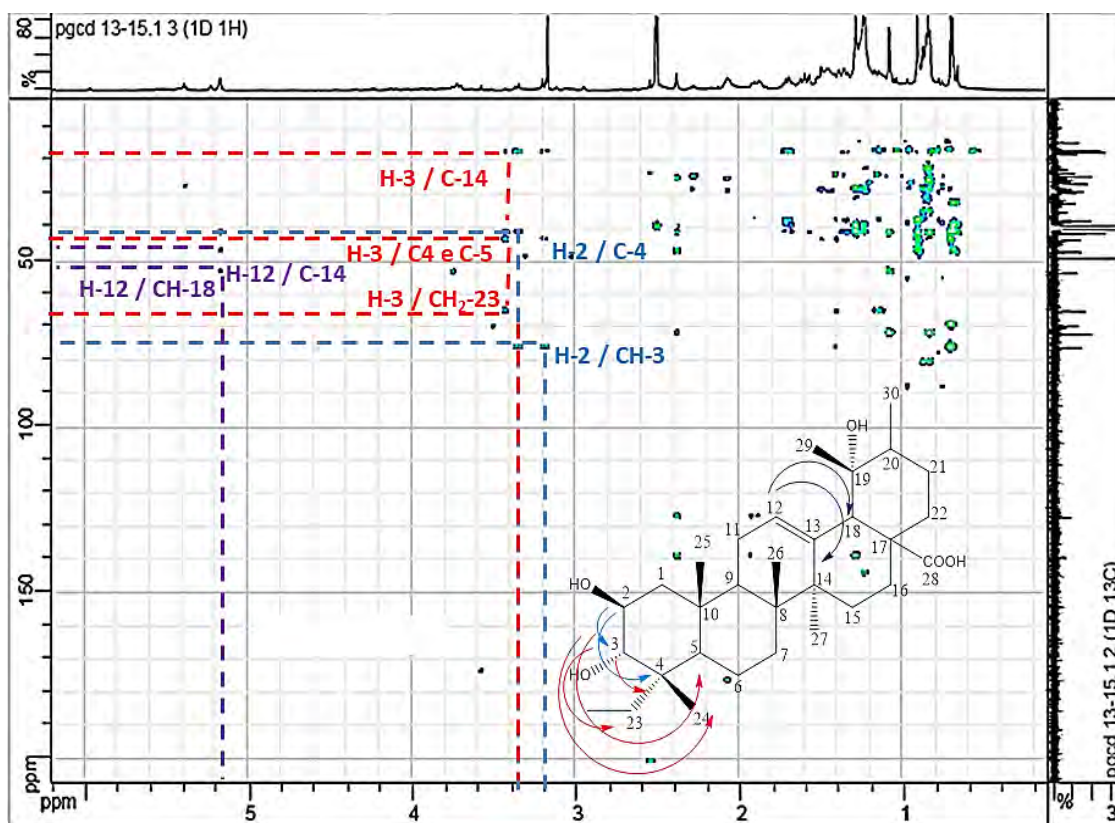 80
%
pgcd 13-15.1 3 (1D 1H)
H-3 / C-14
H-3 / C4 e C-5
H-2 / C-4
H-12 / C-14
H-12 / CH-18
H-3 / CH₂-23
H-2 / CH-3
50
100
150
ppm
ppm
5
4
3
2
1
30
OH
29
19
20
21
12
18
22
11
13
17
25
26
COOH
28
1
9
14
16
HO
2
10
8
15
27
3
5
7
HO
4
6
23
24
pgcd 13-15.1 2 (1D 13C)
%
3